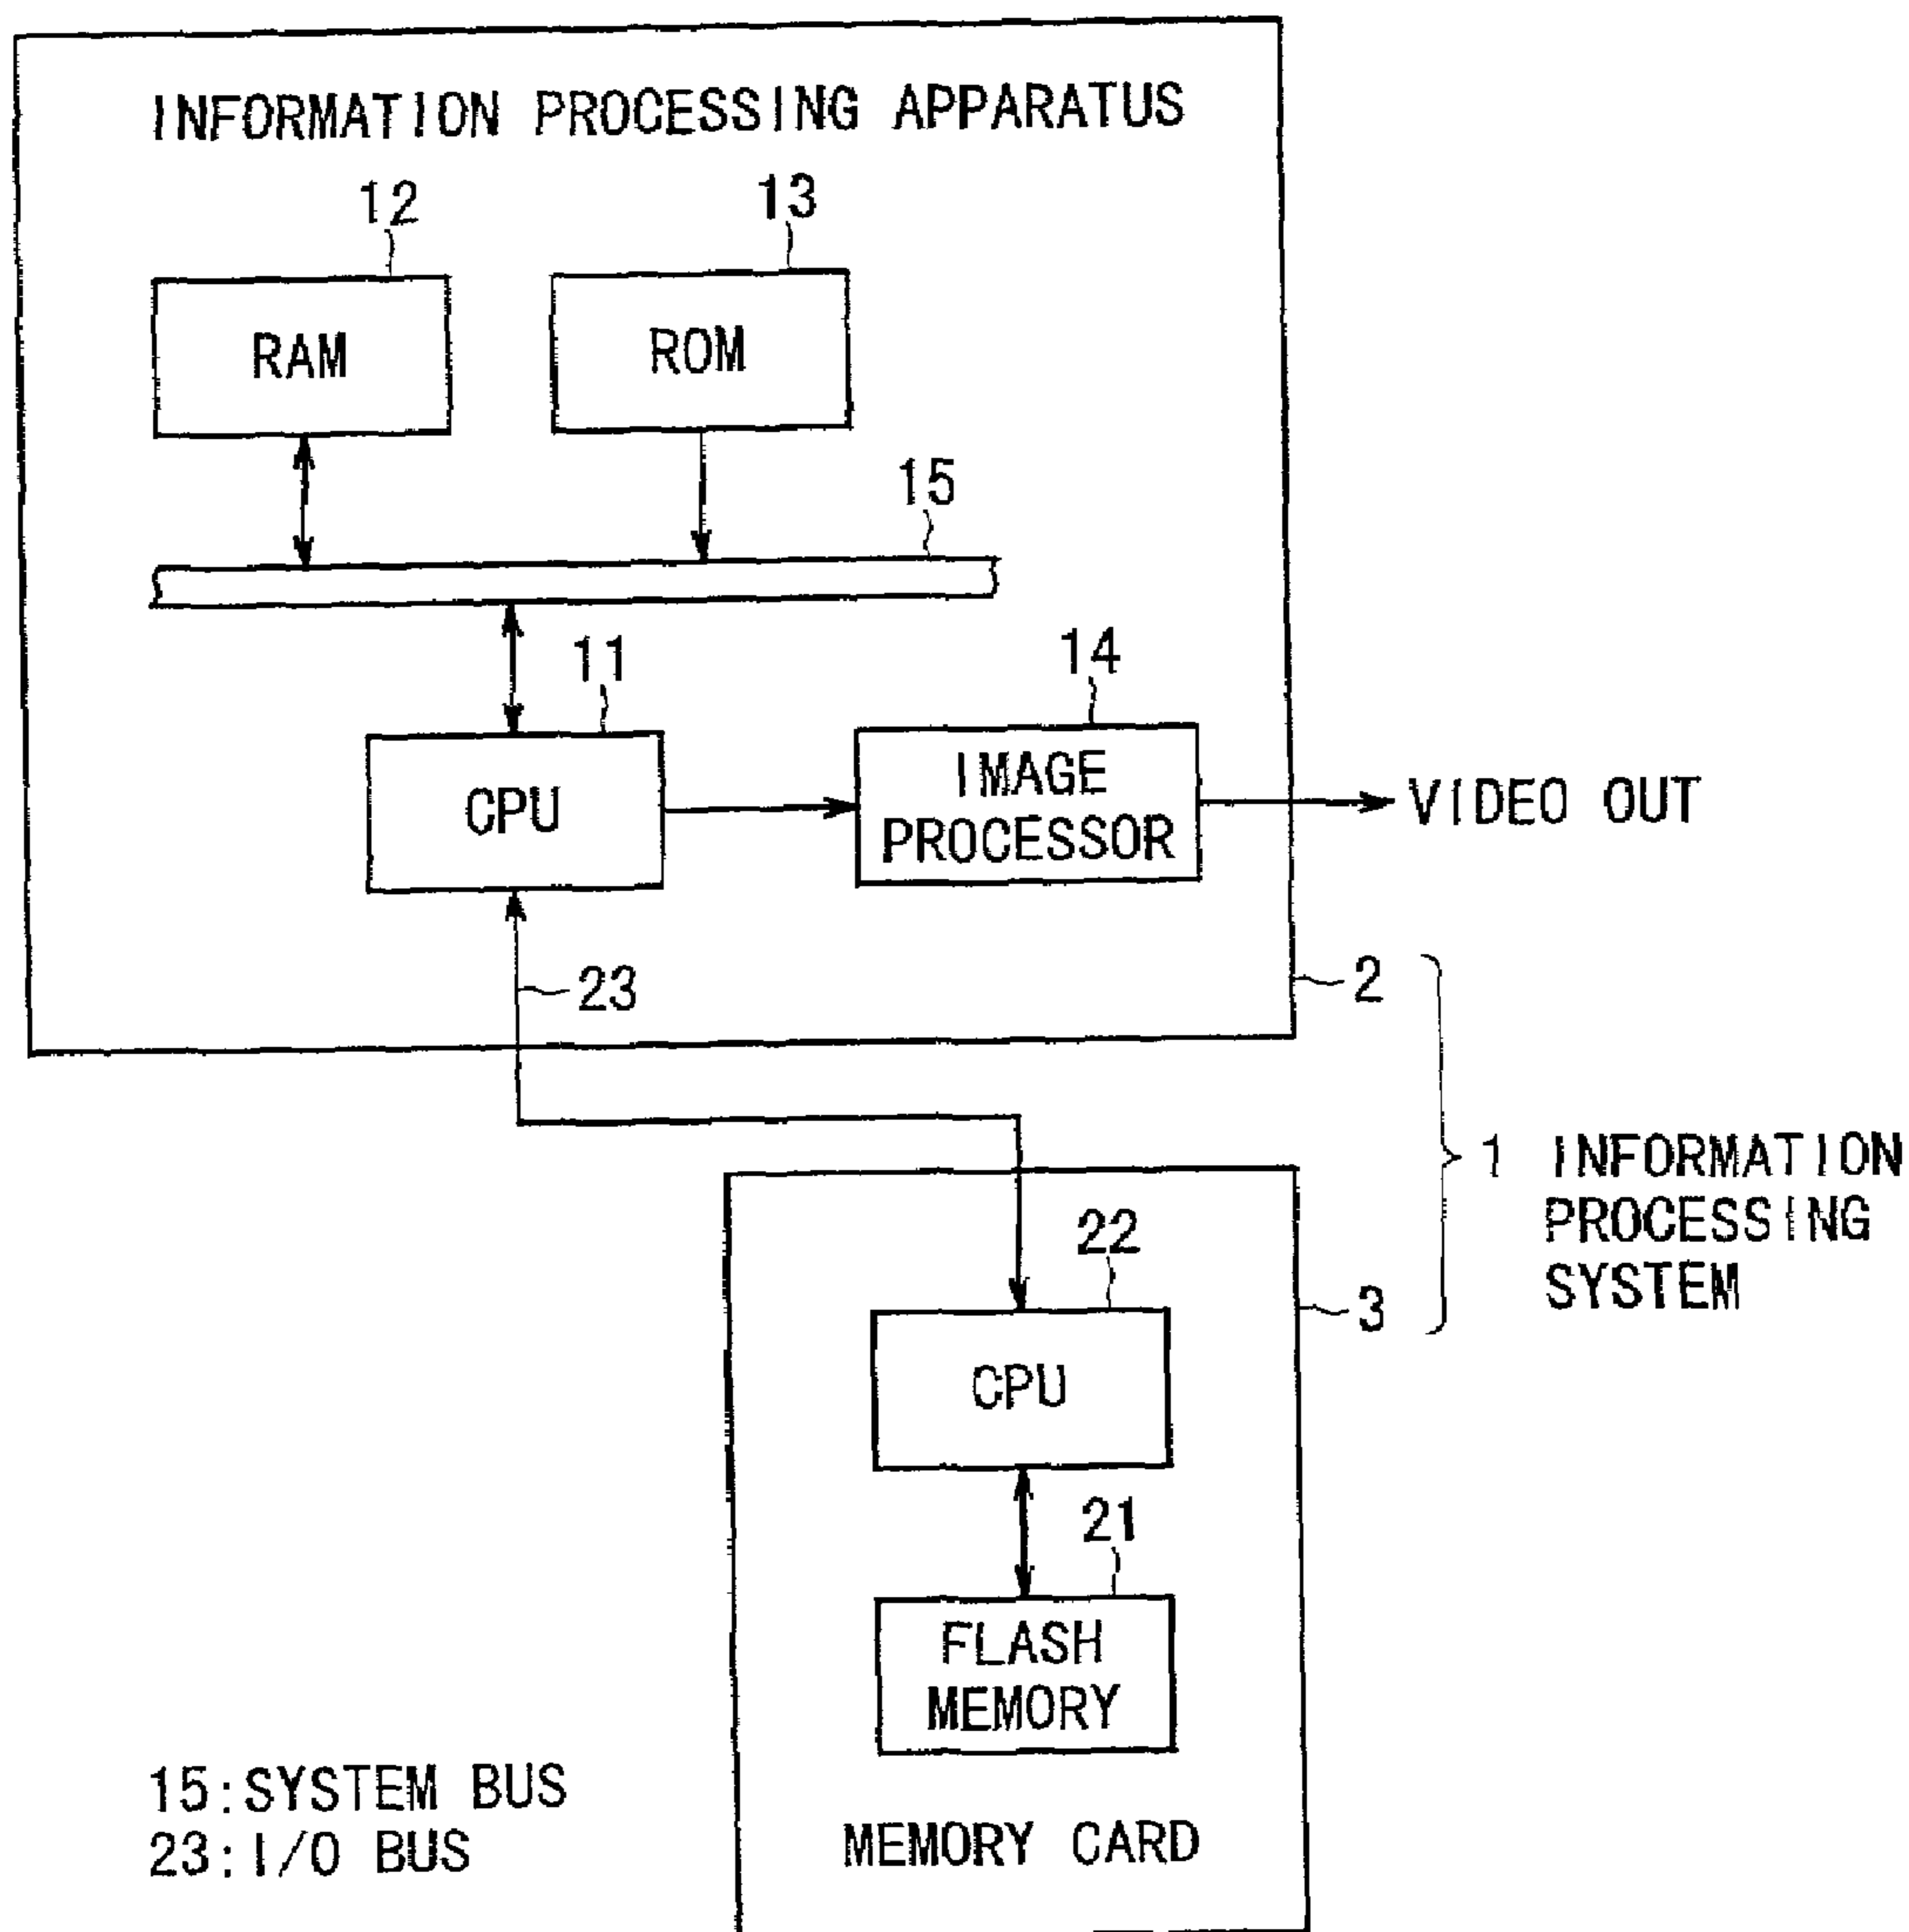 INFORMATION PROCESSING APPARATUS
12
13
RAM
ROM
15
11
14
CPU
IMAGE
PROCESSOR
VIDEO OUT
23
2
1 INFORMATION
PROCESSING
SYSTEM
22
3
CPU
21
FLASH
MEMORY
15:SYSTEM BUS
23:I/O BUS
MEMORY CARD